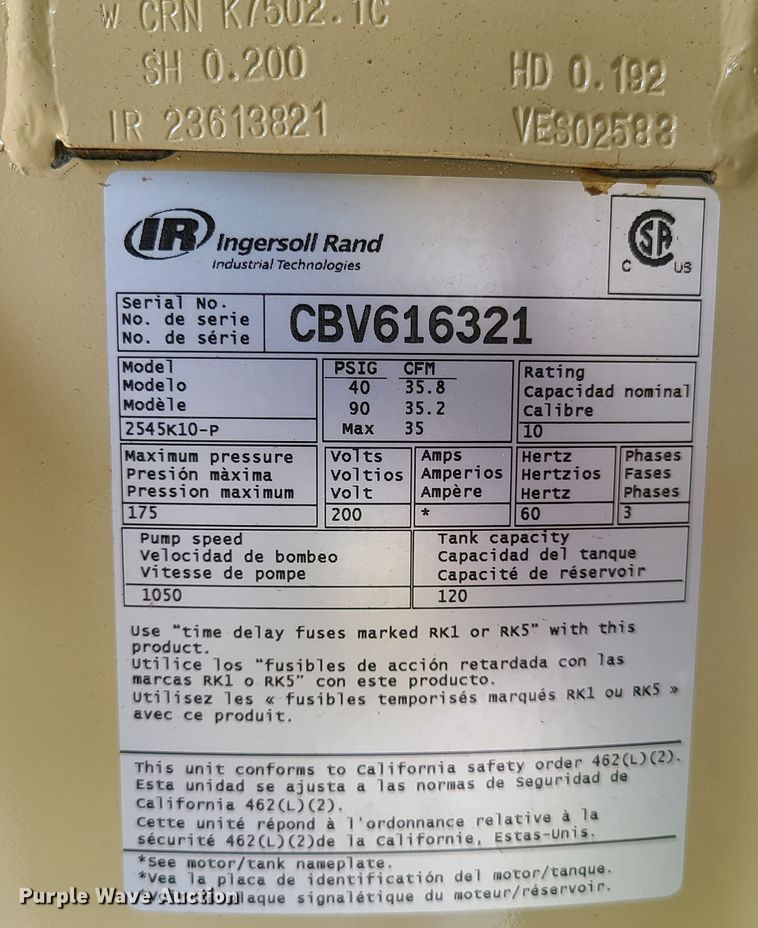 W CRN K7502.1C
SH 0.200 HD 0.192
IR 23613821 VES02583
IR Ingersoll Rand
Industrial Technologies
C SA US
Serial No.
No. de serie
No. de série
CBV616321
Model
Modelo
Modèle
2545K10-P
PSIG CFM
40 35.8
90 35.2
Max 35
Rating
Capacidad nominal
Calibre
10
Maximum pressure
Presión màxima
Pression maximum
175
Volts
Voltios
Volt
200
Amps
Amperios
Ampère
*
Hertz
Hertzios
Hertz
60
Phases
Fases
Phases
3
Pump speed
Velocidad de bombeo
Vitesse de pompe
1050
Tank capacity
Capacidad del tanque
Capacité de réservoir
120
Use "time delay fuses marked RK1 or RK5" with this
product.
Utilice los "fusibles de acción retardada con las
marcas RK1 o RK5" con este producto.
Utilisez les « fusibles temporisés marqués RK1 ou RK5 »
avec ce produit.
This unit conforms to California safety order 462(L)(2).
Esta unidad se ajusta a las normas de Seguridad de
California 462(L)(2).
Cette unité répond à l'ordonnance relative à la
sécurité 462(L)(2)de la Californie, Estas-Unis.
*See motor/tank nameplate.
*Vea la placa de identificación del motor/tanque.
plaque signalétique du moteur/réservoir.
Purple Wave Auction